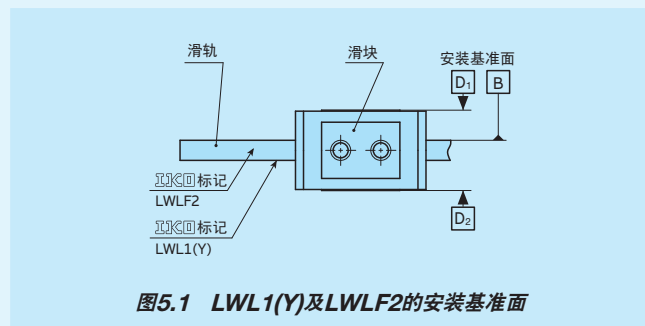 滑轨
滑块
安装基准面
D₁
B
IKO标记
LWLF2
IKO标记
LWL1(Y)
D₂
图5.1 LWL1(Y)及LWLF2的安装基准面